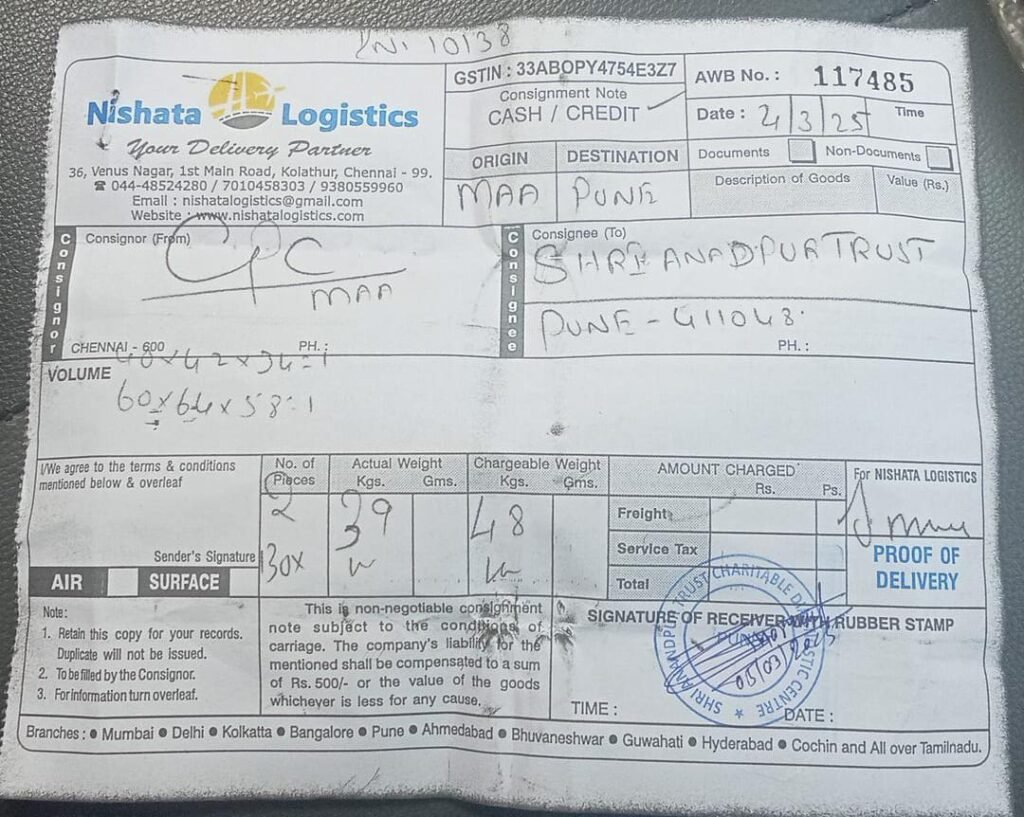 INV 10138
Nishata Logistics
Your Delivery Partner
36, Venus Nagar, 1st Main Road, Kolathur, Chennai - 99.
☎ 044-48524280 / 7010458303 / 9380559960
Email : nishatalogistics@gmail.com
Website : www.nishatalogistics.com
GSTIN : 33ABOPY4754E3Z7
Consignment Note
CASH / CREDIT ✓
AWB No. : 117485
Date : 4/3/25 Time
ORIGIN DESTINATION
MAA PUNE
Documents Non-Documents
Description of Goods Value (Rs.)
Consignor
Consignor (From)
CPC
MAA
CHENNAI - 600 PH. :
Consignee
Consignee (To)
SHRI ANADPUR TRUST
PUNE - 411048.
PH. :
VOLUME
60x64x58:1
I/We agree to the terms & conditions
mentioned below & overleaf
Sender's Signature
AIR SURFACE
No. of
Pieces
2
BOX
Actual Weight
Kgs. Gms.
39
Chargeable Weight
Kgs. Gms.
48
AMOUNT CHARGED
Rs. Ps.
Freight
Service Tax
Total
For NISHATA LOGISTICS
PROOF OF
DELIVERY
Note :
1. Retain this copy for your records.
Duplicate will not be issued.
2. To be filled by the Consignor.
3. For information turn overleaf.
This is non-negotiable consignment
note subject to the conditions of
carriage. The company's liability for the
mentioned shall be compensated to a sum
of Rs. 500/- or the value of the goods
whichever is less for any cause.
SIGNATURE OF RECEIVER WITH RUBBER STAMP
SHRI ANANDPUR TRUST CHARITABLE DIAGNOSTIC CENTRE
PUNE
05/03/2025
TIME : DATE :
Branches : ● Mumbai ● Delhi ● Kolkatta ● Bangalore ● Pune ● Ahmedabad ● Bhuvaneshwar ● Guwahati ● Hyderabad ● Cochin and All over Tamilnadu.